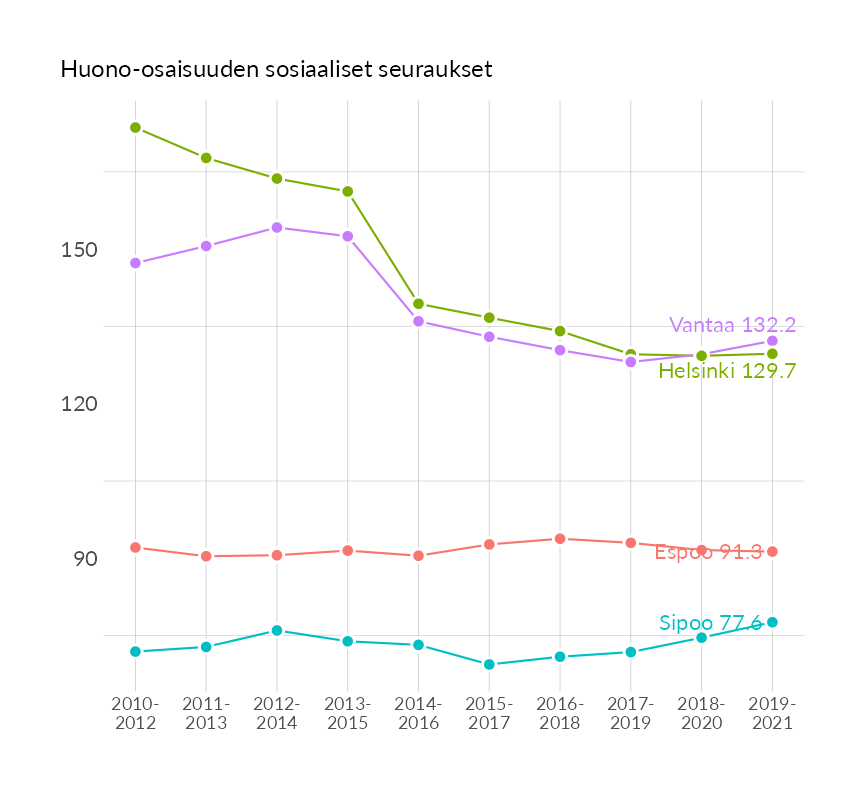 Huono-osaisuuden sosiaaliset seuraukset
150
Vantaa 132.2
Helsinki 129.7
120
Espoo 91.3
90
Sipoo 77.6
2010- 2011- 2012- 2013- 2014- 2015- 2016- 2017- 2018- 2019-
2012 2013 2014 2015 2016 2017 2018 2019 2020 2021